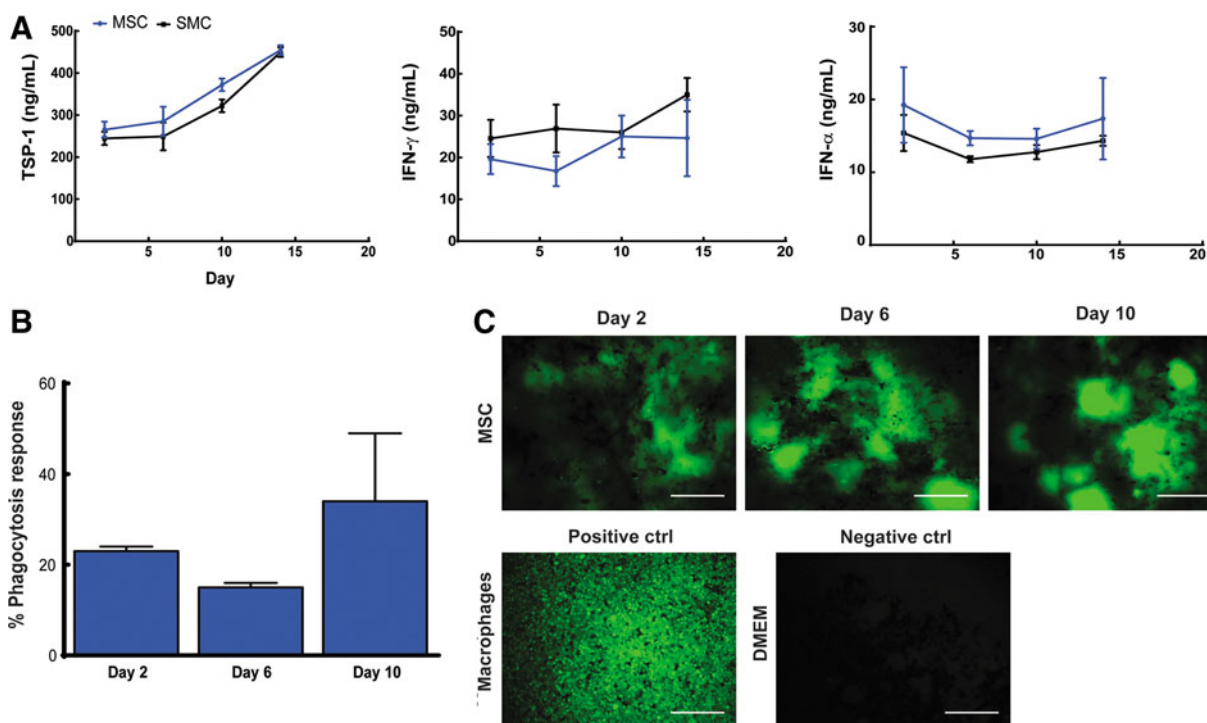 A
MSC SMC
TSP-1 (ng/mL)
500
400
300
200
100
0
5 10 15 20
Day
IFN-γ (ng/mL)
50
40
30
20
10
0
5 10 15 20
IFN-α (ng/mL)
30
20
10
0
5 10 15 20
B
% Phagocytosis response
60
40
20
0
Day 2 Day 6 Day 10
C
Day 2 Day 6 Day 10
MSC
Positive ctrl Negative ctrl
Macrophages
DMEM